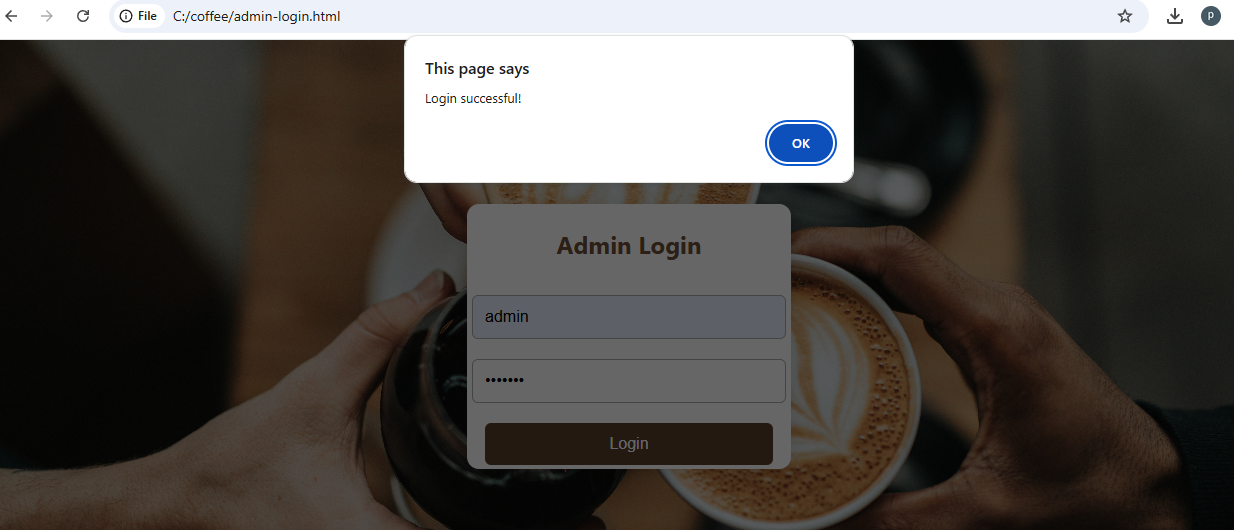 File C:/coffee/admin-login.html
p
This page says
Login successful!
OK
Admin Login
admin
•••••••
Login